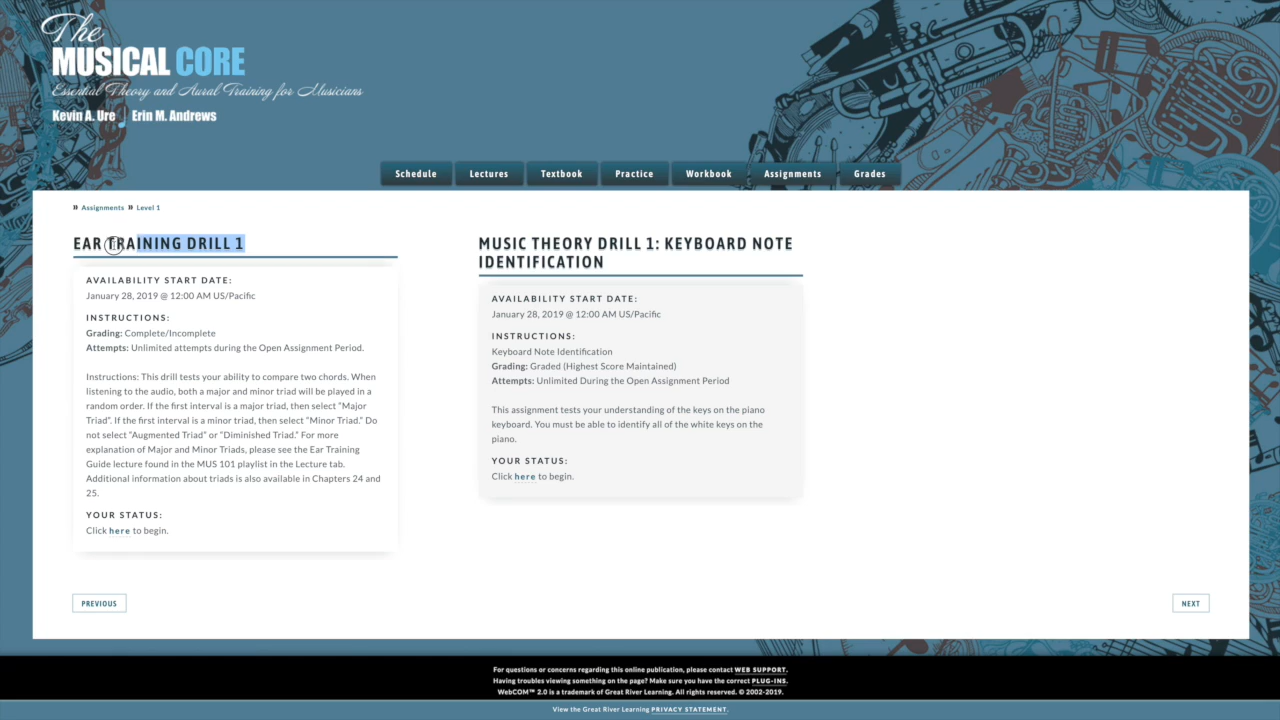 The
MUSICAL CORE
Essential Theory and Aural Training for Musicians
Kevin A. Ure Erin M. Andrews
Schedule Lectures Textbook Practice Workbook Assignments Grades
» Assignments » Level 1
EAR TRAINING DRILL 1
AVAILABILITY START DATE:
January 28, 2019 @ 12:00 AM US/Pacific
INSTRUCTIONS:
Grading: Complete/Incomplete
Attempts: Unlimited attempts during the Open Assignment Period.
Instructions: This drill tests your ability to compare two chords. When
listening to the audio, both a major and minor triad will be played in a
random order. If the first interval is a major triad, then select "Major
Triad". If the first interval is a minor triad, then select "Minor Triad." Do
not select "Augmented Triad" or "Diminished Triad." For more
explanation of Major and Minor Triads, please see the Ear Training
Guide lecture found in the MUS 101 playlist in the Lecture tab.
Additional information about triads is also available in Chapters 24 and
25.
YOUR STATUS:
Click here to begin.
MUSIC THEORY DRILL 1: KEYBOARD NOTE
IDENTIFICATION
AVAILABILITY START DATE:
January 28, 2019 @ 12:00 AM US/Pacific
INSTRUCTIONS:
Keyboard Note Identification
Grading: Graded (Highest Score Maintained)
Attempts: Unlimited During the Open Assignment Period
This assignment tests your understanding of the keys on the piano
keyboard. You must be able to identify all of the white keys on the
piano.
YOUR STATUS:
Click here to begin.
PREVIOUS
NEXT
For questions or concerns regarding this online publication, please contact WEB SUPPORT.
Having troubles viewing something on the page? Make sure you have the correct PLUG-INS.
WebCOM™ 2.0 is a trademark of Great River Learning. All rights reserved. © 2002-2019.
View the Great River Learning PRIVACY STATEMENT.